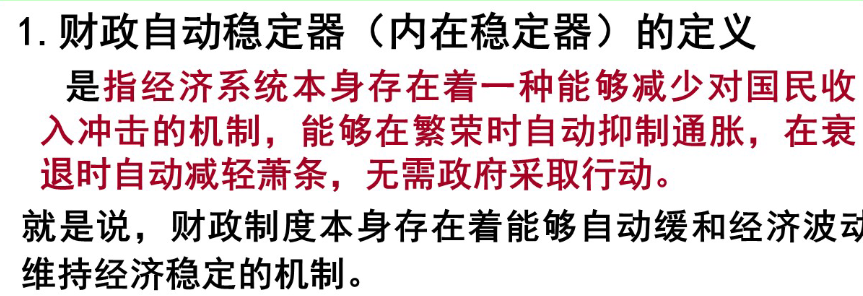 1.财政自动稳定器（内在稳定器）的定义
是指经济系统本身存在着一种能够减少对国民收
入冲击的机制，能够在繁荣时自动抑制通胀，在衰
退时自动减轻萧条，无需政府采取行动。
就是说，财政制度本身存在着能够自动缓和经济波动
维持经济稳定的机制。